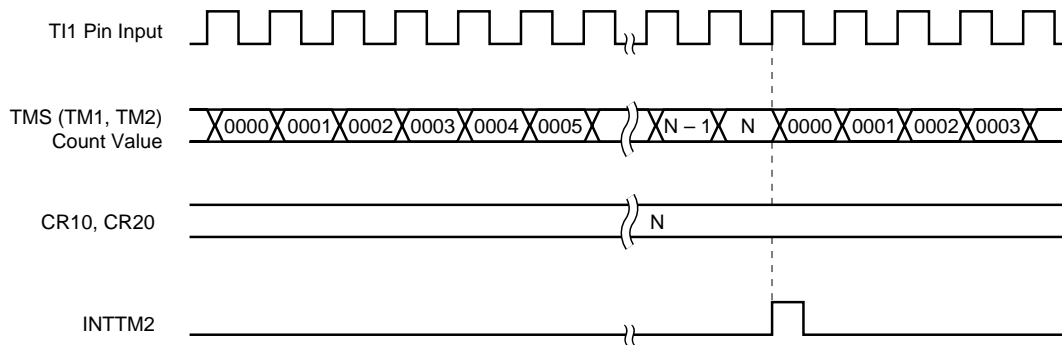 TI1 Pin Input
TMS (TM1, TM2)
Count Value
0000 0001 0002 0003 0004 0005 N – 1 N 0000 0001 0002 0003
CR10, CR20
N
INTTM2